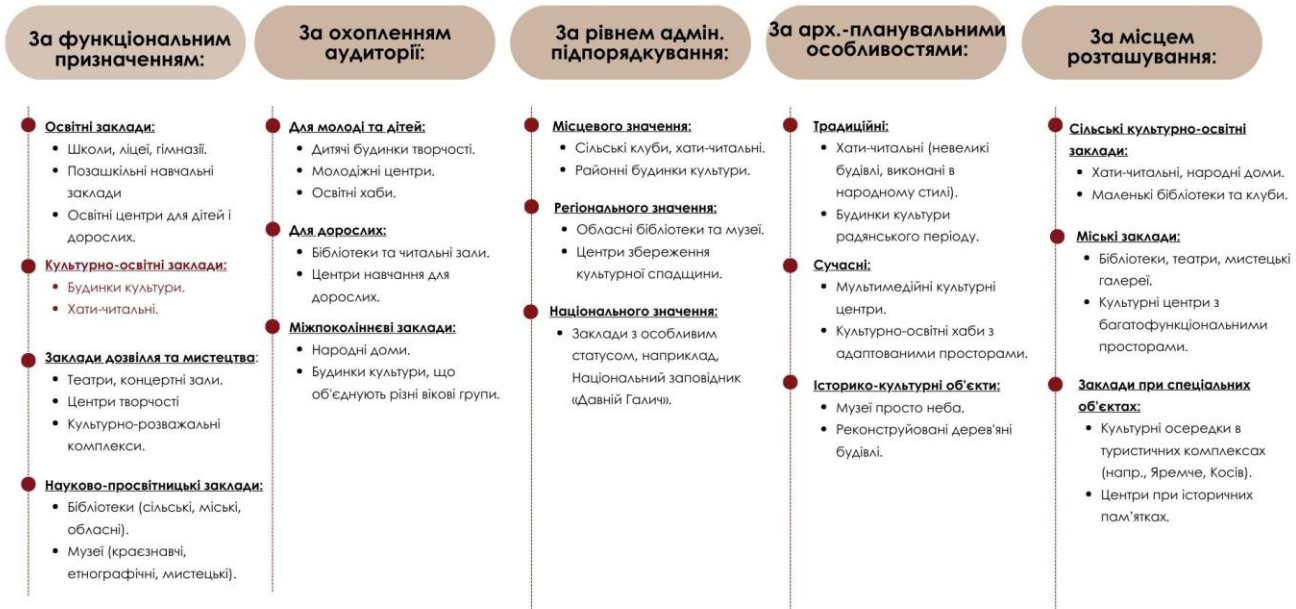 За функціональним
призначенням:
Освітні заклади:
• Школи, ліцеї, гімназії.
• Позашкільні навчальні
заклади
• Освітні центри для дітей і
дорослих.
Культурно-освітні заклади:
• Будинки культури.
• Хати-читальні.
Заклади дозвілля та мистецтва:
• Театри, концертні зали.
• Центри творчості
• Культурно-розважальні
комплекси.
Науково-просвітницькі заклади:
• Бібліотеки (сільські, міські,
обласні).
• Музеї (краєзнавчі,
етнографічні, мистецькі).
За охопленням
аудиторії:
Для молоді та дітей:
• Дитячі будинки творчості.
• Молодіжні центри.
• Освітні хаби.
Для дорослих:
• Бібліотеки та читальні зали.
• Центри навчання для
дорослих.
Міжпоколіннєві заклади:
• Народні доми.
• Будинки культури, що
об'єднують різні вікові групи.
За рівнем адмін.
підпорядкування:
Місцевого значення:
• Сільські клуби, хати-читальні.
• Районні будинки культури.
Регіонального значення:
• Обласні бібліотеки та музеї.
• Центри збереження
культурної спадщини.
Національного значення:
• Заклади з особливим
статусом, наприклад,
Національний заповідник
«Давній Галич».
За арх.-планувальними
особливостями:
Традиційні:
• Хати-читальні (невеликі
будівлі, виконані в
народному стилі).
• Будинки культури
радянського періоду.
Сучасні:
• Мультимедійні культурні
центри.
• Культурно-освітні хаби з
адаптованими просторами.
Історико-культурні об'єкти:
• Музеї просто неба.
• Реконструйовані дерев'яні
будівлі.
За місцем
розташування:
Сільські культурно-освітні
заклади:
• Хати-читальні, народні доми.
• Маленькі бібліотеки та клуби.
Міські заклади:
• Бібліотеки, театри, мистецькі
галереї.
• Культурні центри з
багатофункціональними
просторами.
Заклади при спеціальних
об'єктах:
• Культурні осередки в
туристичних комплексах
(напр., Яремче, Косів).
• Центри при історичних
пам'ятках.